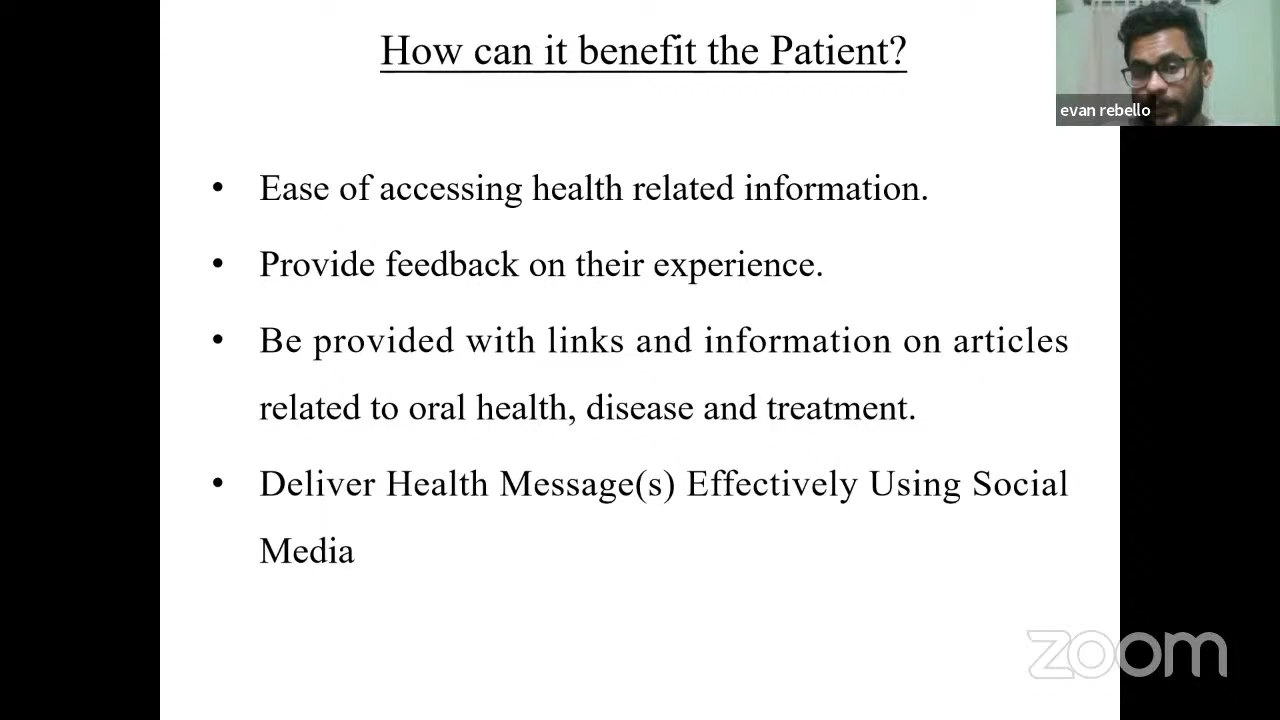 How can it benefit the Patient?
evan rebello
• Ease of accessing health related information.
• Provide feedback on their experience.
• Be provided with links and information on articles
related to oral health, disease and treatment.
• Deliver Health Message(s) Effectively Using Social
Media
zoom